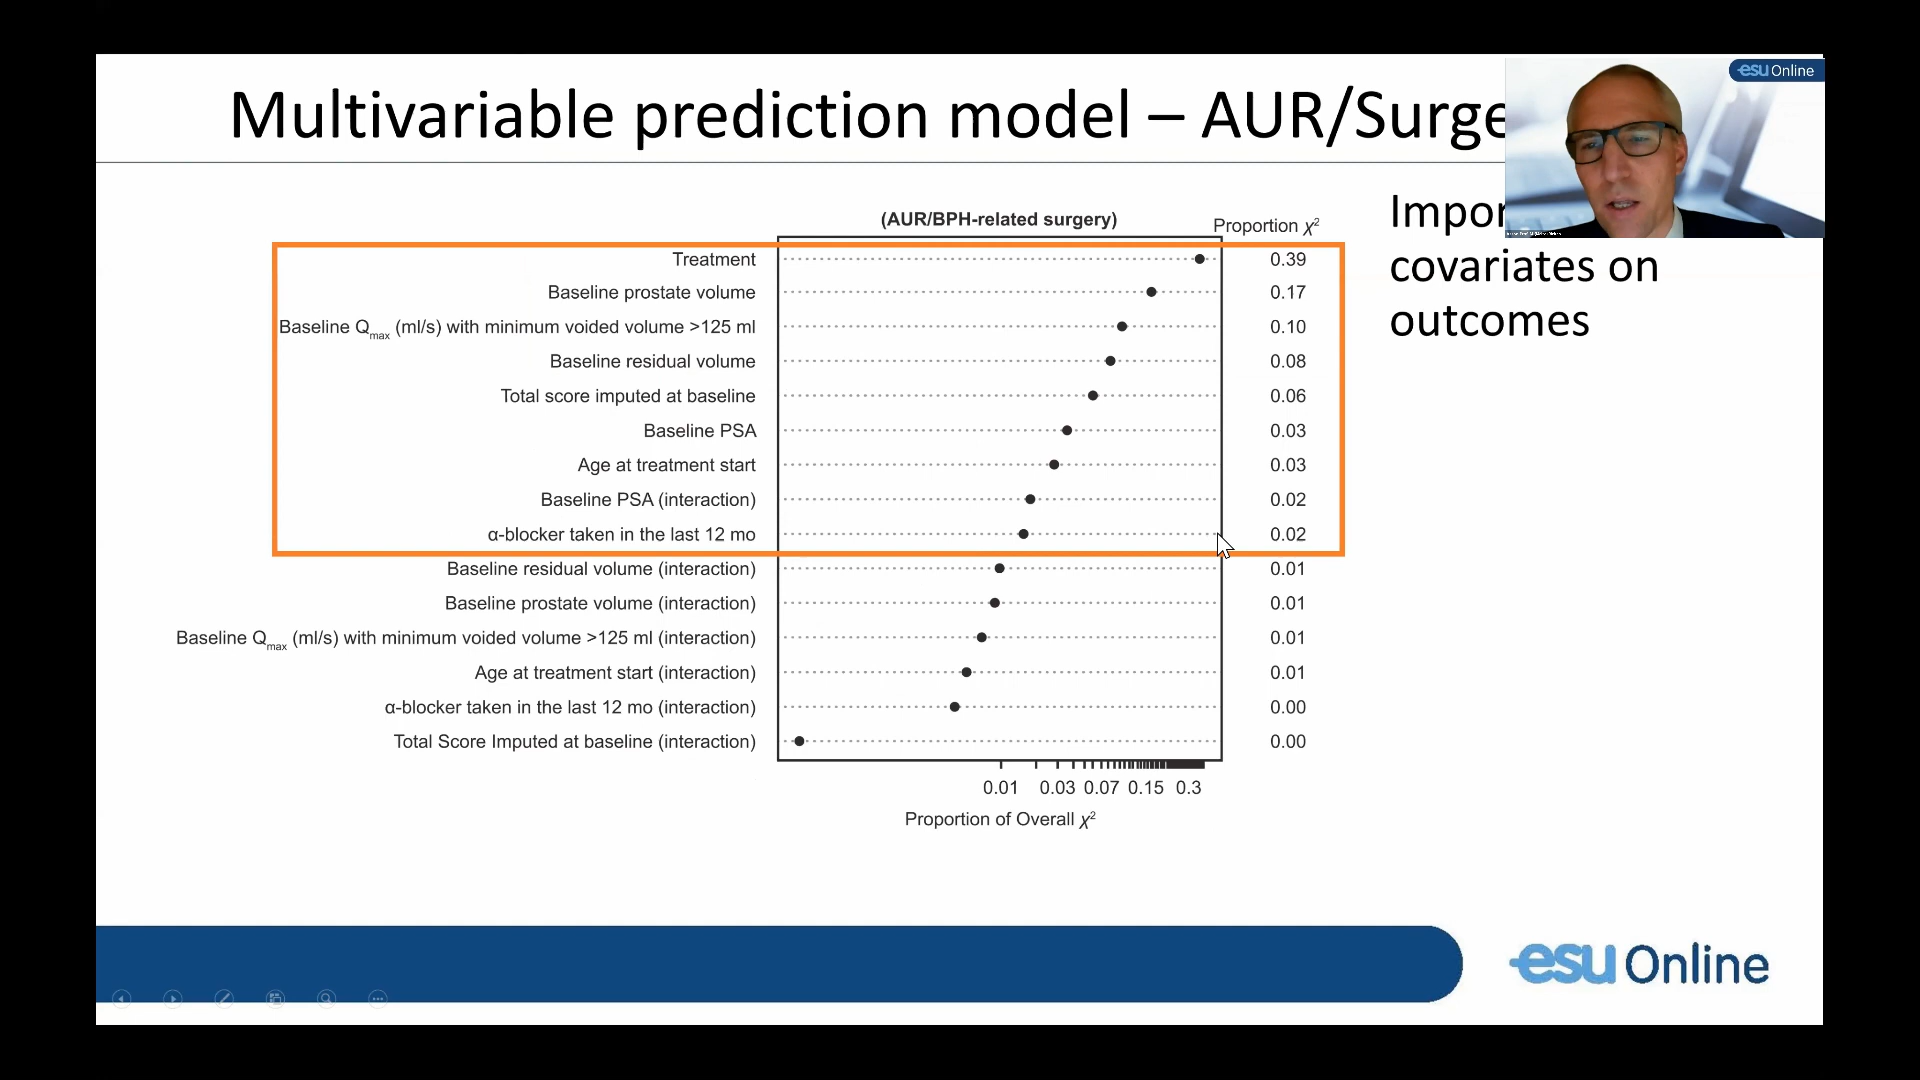 Multivariable prediction model – AUR/Surge
esu Online
Impor
covariates on
outcomes
(AUR/BPH-related surgery)
Proportion χ²
Treatment 0.39
Baseline prostate volume 0.17
Baseline Qmax (ml/s) with minimum voided volume >125 ml 0.10
Baseline residual volume 0.08
Total score imputed at baseline 0.06
Baseline PSA 0.03
Age at treatment start 0.03
Baseline PSA (interaction) 0.02
α-blocker taken in the last 12 mo 0.02
Baseline residual volume (interaction) 0.01
Baseline prostate volume (interaction) 0.01
Baseline Qmax (ml/s) with minimum voided volume >125 ml (interaction) 0.01
Age at treatment start (interaction) 0.01
α-blocker taken in the last 12 mo (interaction) 0.00
Total Score Imputed at baseline (interaction) 0.00
0.01 0.03 0.07 0.15 0.3
Proportion of Overall χ²
esu Online